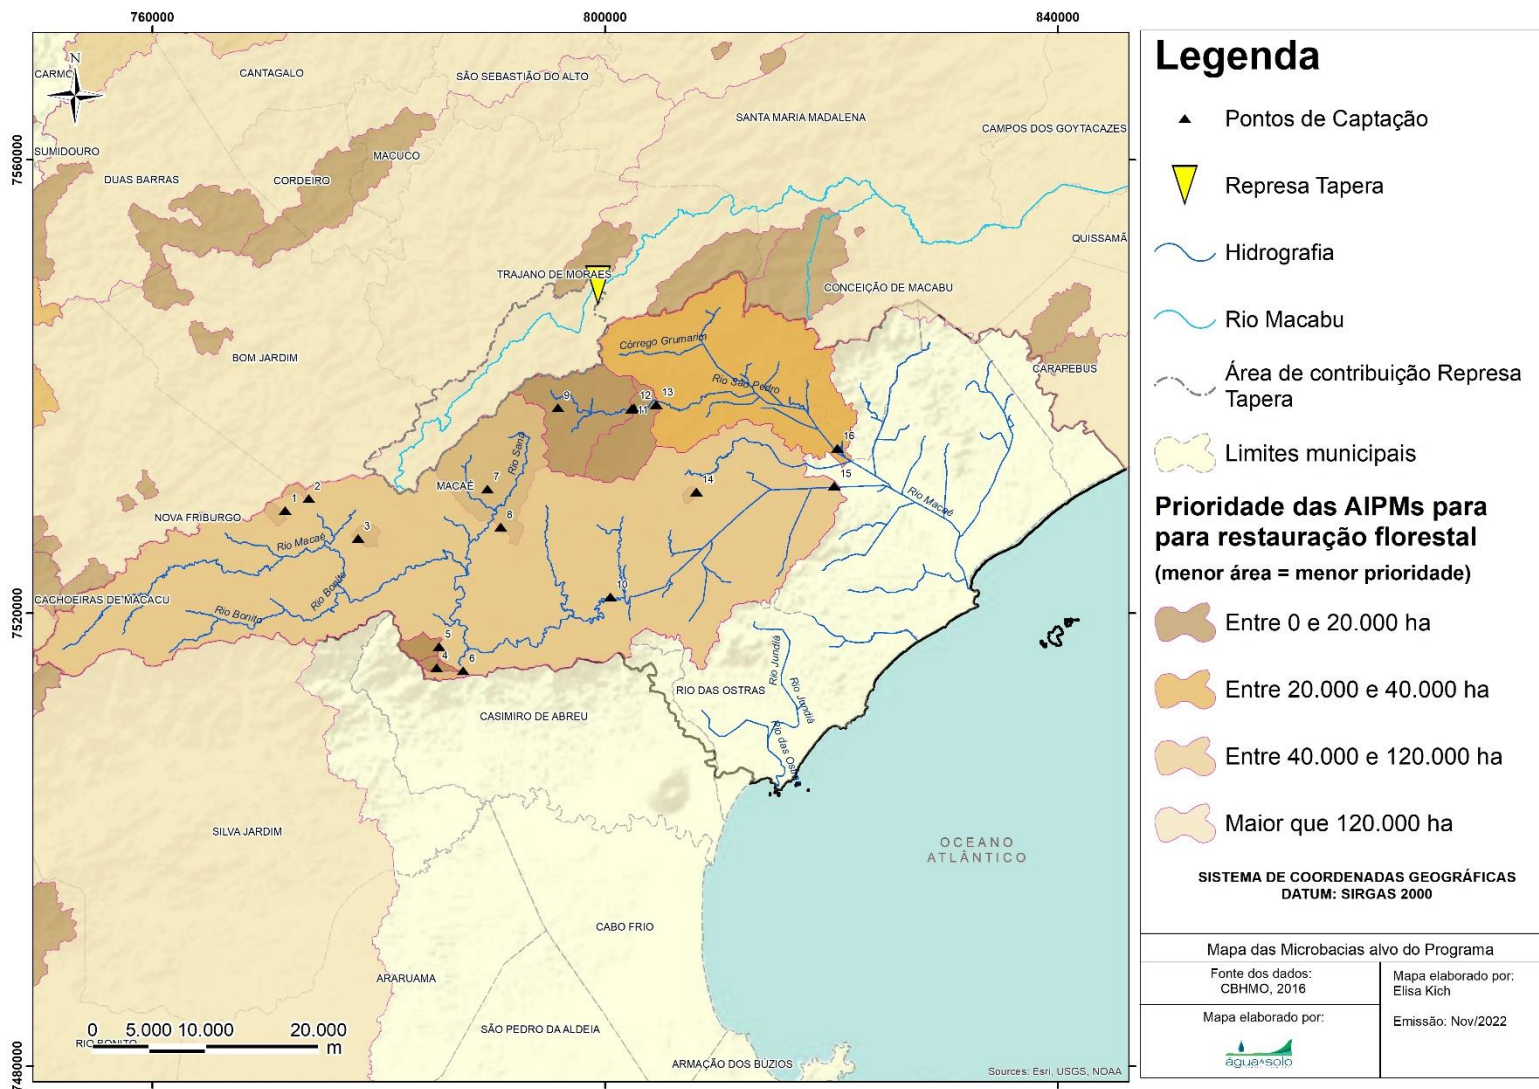 760000
800000
840000
7560000
7520000
7480000
N
CARMO
CANTAGALO
SÃO SEBASTIÃO DO ALTO
SANTA MARIA MADALENA
CAMPOS DOS GOYTACAZES
SUMIDOURO
MACUCO
DUAS BARRAS
CORDEIRO
QUISSAMÃ
TRAJANO DE MORAES
CONCEIÇÃO DE MACABU
BOM JARDIM
Córrego Grumarim
CARAPEBUS
Rio São Pedro
9
12
13
11
Rio Sana
16
MACAÉ
7
15
14
Rio Macaé
1
2
NOVA FRIBURGO
3
8
Rio Macaé
Rio Bonito
10
CACHOEIRAS DE MACACU
Rio Bonito
5
4
6
Rio Jundiá
RIO DAS OSTRAS
Rio Jundiá
CASIMIRO DE ABREU
Rio das Ostras
SILVA JARDIM
OCEANO
ATLÂNTICO
CABO FRIO
ARARUAMA
SÃO PEDRO DA ALDEIA
ARMAÇÃO DOS BÚZIOS
RIO BONITO
0 5.000 10.000 20.000
m
Sources: Esri, USGS, NOAA
Legenda
Pontos de Captação
Represa Tapera
Hidrografia
Rio Macabu
Área de contribuição Represa
Tapera
Limites municipais
Prioridade das AIPMs para
para restauração florestal
(menor área = menor prioridade)
Entre 0 e 20.000 ha
Entre 20.000 e 40.000 ha
Entre 40.000 e 120.000 ha
Maior que 120.000 ha
SISTEMA DE COORDENADAS GEOGRÁFICAS
DATUM: SIRGAS 2000
Mapa das Microbacias alvo do Programa
Fonte dos dados:
CBHMO, 2016
Mapa elaborado por:
Elisa Kich
Emissão: Nov/2022
Mapa elaborado por:
água e solo